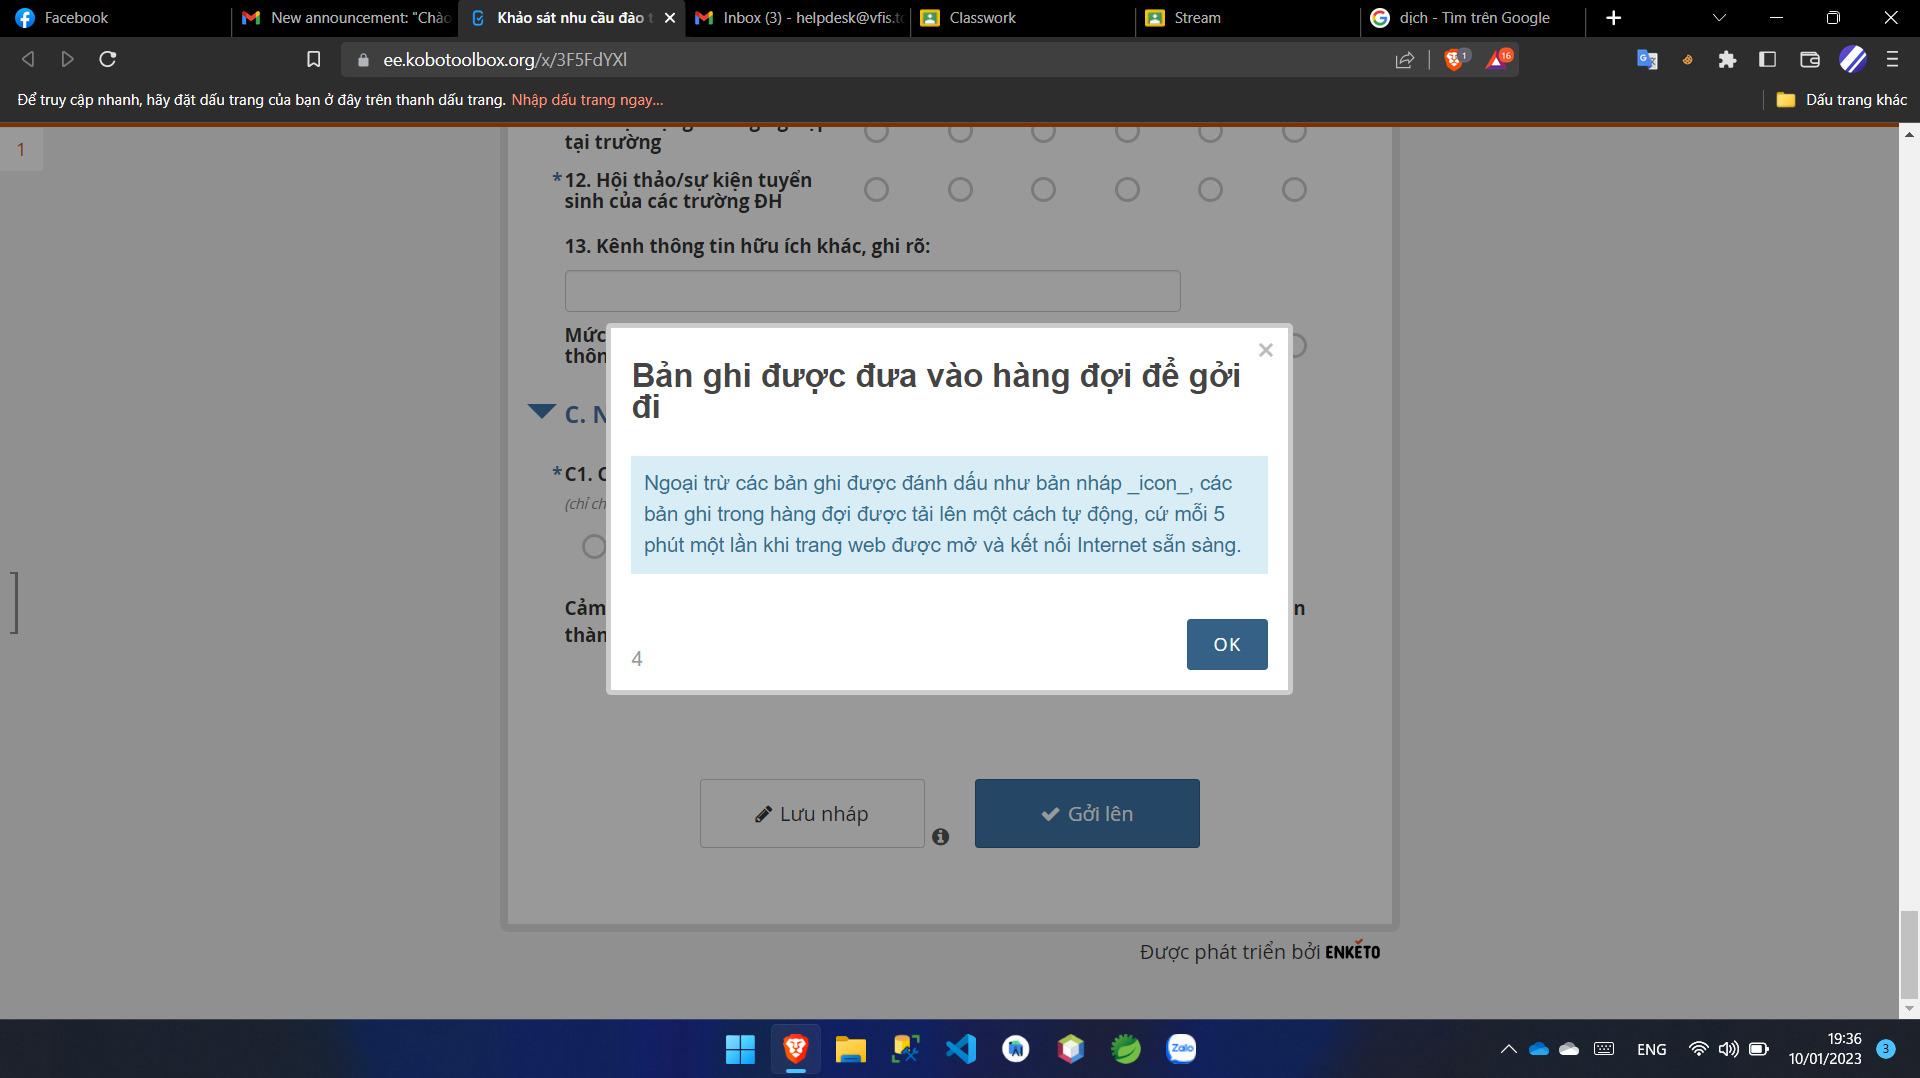 Facebook
New announcement: "Chào
Khảo sát nhu cầu đào t
Inbox (3) - helpdesk@vfis.t
Classwork
Stream
dịch - Tìm trên Google
ee.kobotoolbox.org/x/3F5FdYXl
1
16
Để truy cập nhanh, hãy đặt dấu trang của bạn ở đây trên thanh dấu trang. Nhập dấu trang ngay...
Dấu trang khác
1
tại trường
*12. Hội thảo/sự kiện tuyển
sinh của các trường ĐH
13. Kênh thông tin hữu ích khác, ghi rõ:
Mức
thôn
Bản ghi được đưa vào hàng đợi để gởi
đi
C. N
Ngoại trừ các bản ghi được đánh dấu như bản nháp _icon_, các
bản ghi trong hàng đợi được tải lên một cách tự động, cứ mỗi 5
phút một lần khi trang web được mở và kết nối Internet sẵn sàng.
*C1. C
(chỉ ch
Cảm
thàn
n
OK
4
Lưu nháp
Gởi lên
Được phát triển bởi ENKETO
Zalo
ENG
19:36
10/01/2023
3